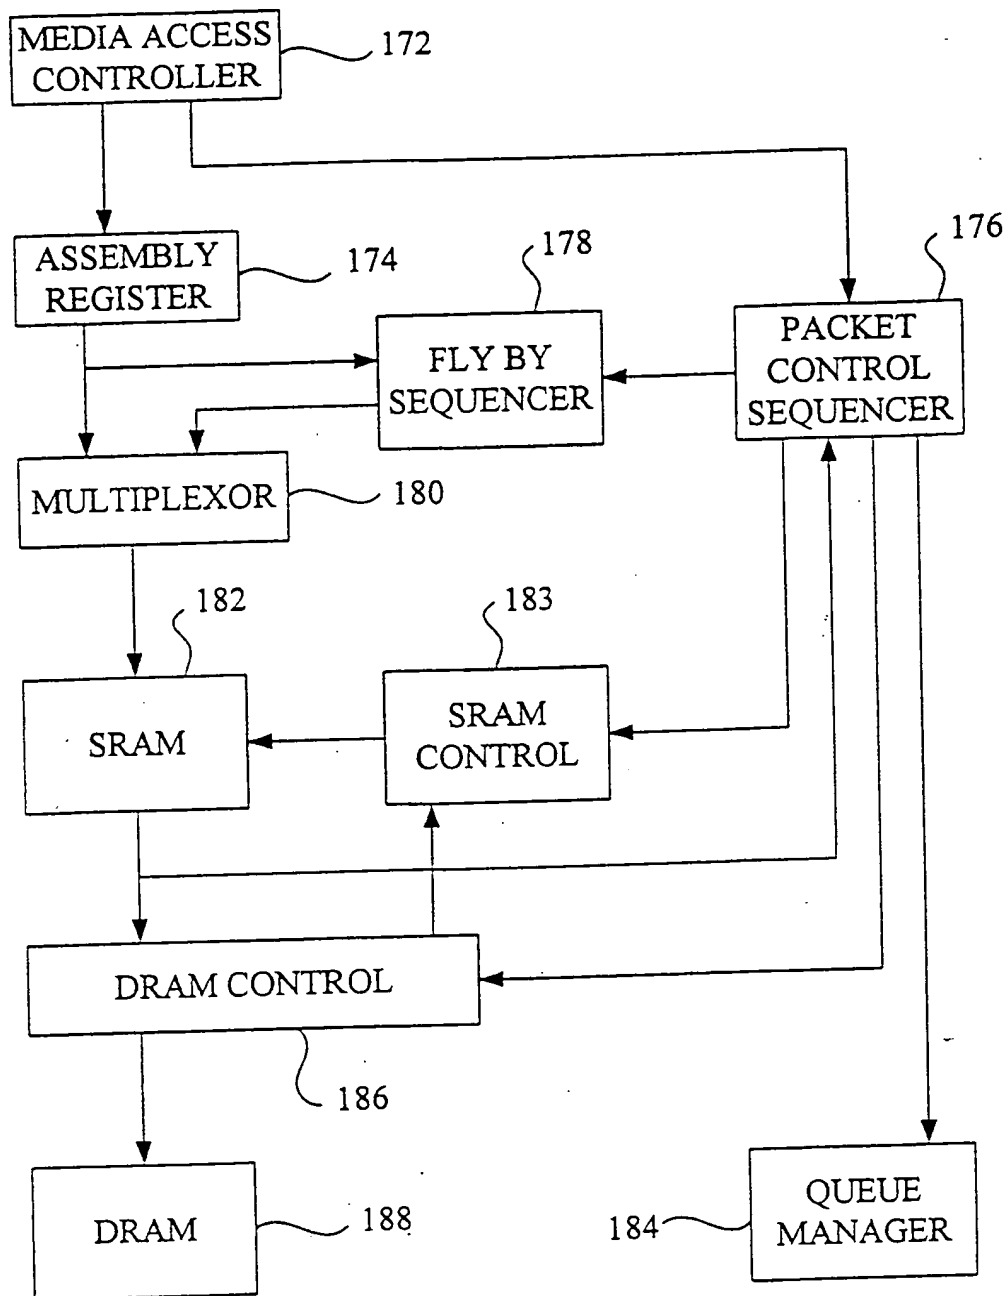 MEDIA ACCESS
CONTROLLER
172
ASSEMBLY
REGISTER
174
178
176
FLY BY
SEQUENCER
PACKET
CONTROL
SEQUENCER
MULTIPLEXOR
180
182
183
SRAM
SRAM
CONTROL
DRAM CONTROL
186
DRAM
188
184
QUEUE
MANAGER